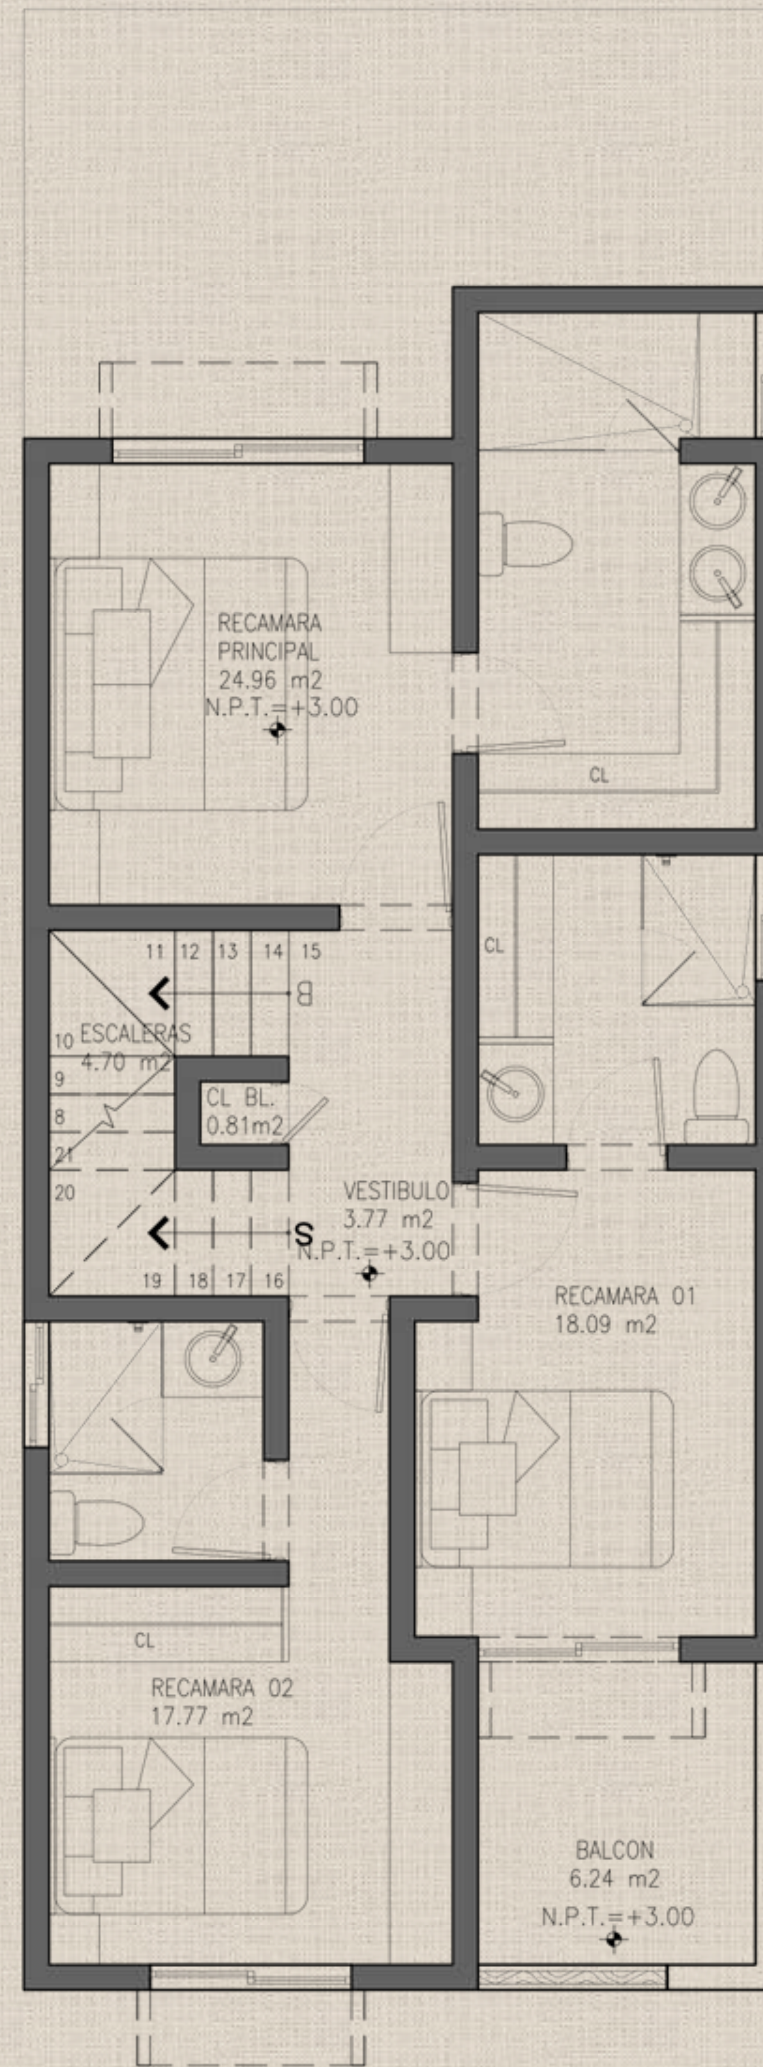 RECAMARA
PRINCIPAL
24.96 m2
N.P.T.=+3.00
CL
11 12 13 14 15
B
CL
10 ESCALERAS
4.70 m2
9
CL BL.
0.81m2
8
21
20
VESTIBULO
3.77 m2
S
N.P.T.=+3.00
19 18 17 16
RECAMARA 01
18.09 m2
CL
RECAMARA 02
17.77 m2
BALCON
6.24 m2
N.P.T.=+3.00